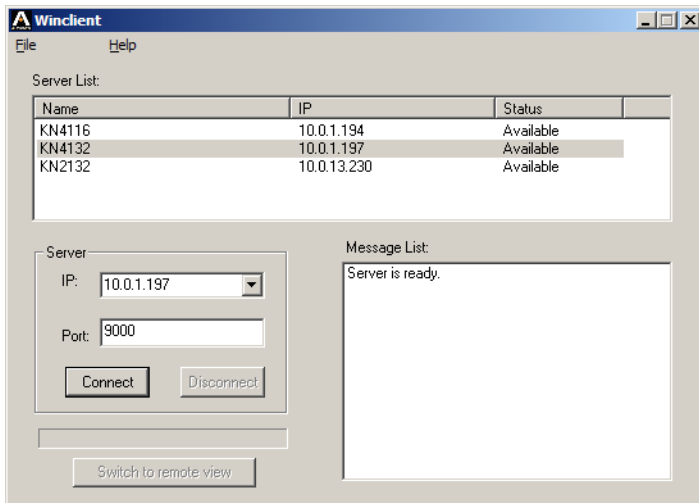 Winclient
File Help
Server List:
Name IP Status
KN4116 10.0.1.194 Available
KN4132 10.0.1.197 Available
KN2132 10.0.13.230 Available
Server
IP: 10.0.1.197
Port: 9000
Connect Disconnect
Switch to remote view
Message List:
Server is ready.